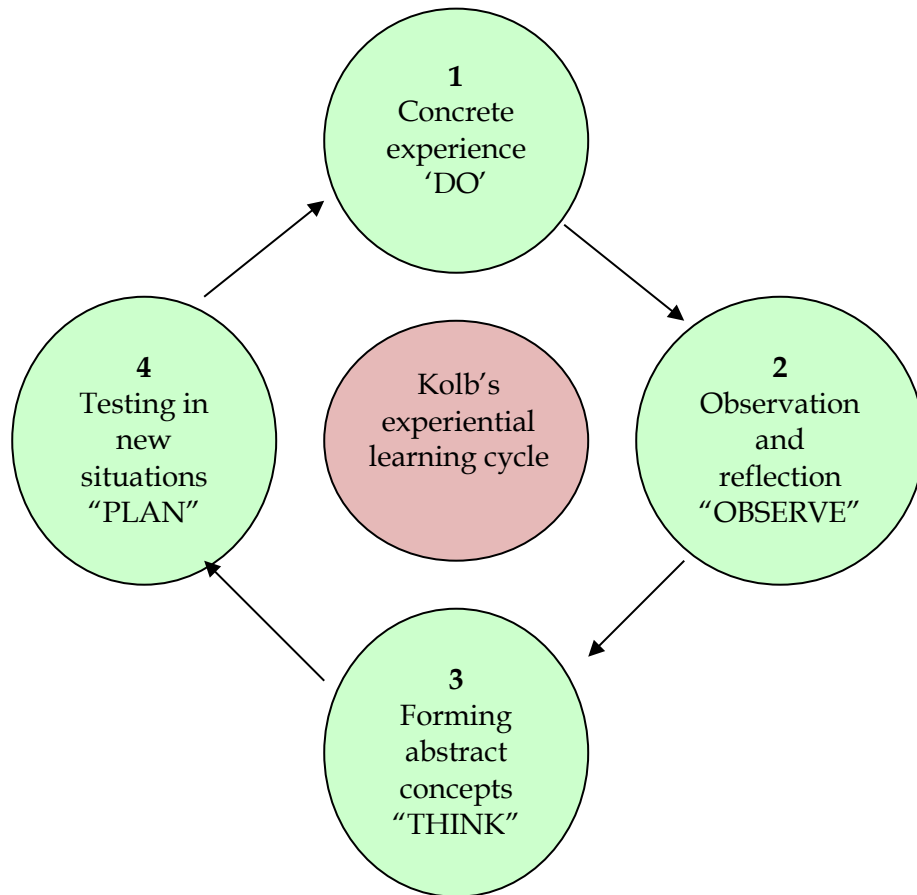 1
Concrete
experience
‘DO’
2
Observation
and
reflection
“OBSERVE”
3
Forming
abstract
concepts
“THINK”
4
Testing in
new
situations
“PLAN”
Kolb’s
experiential
learning cycle